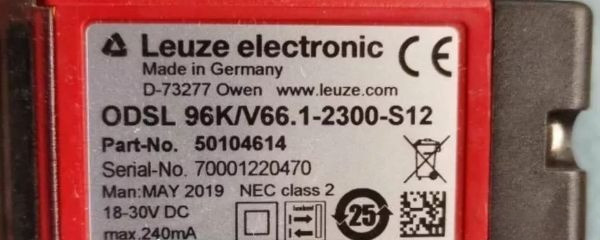 Leuze electronic
Made in Germany
D-73277 Owen www.leuze.com
ODSL 96K/V66.1-2300-S12
Part-No. 50104614
Serial-No. 70001220470
Man:MAY 2019 NEC class 2
18-30V DC
max.240mA
25